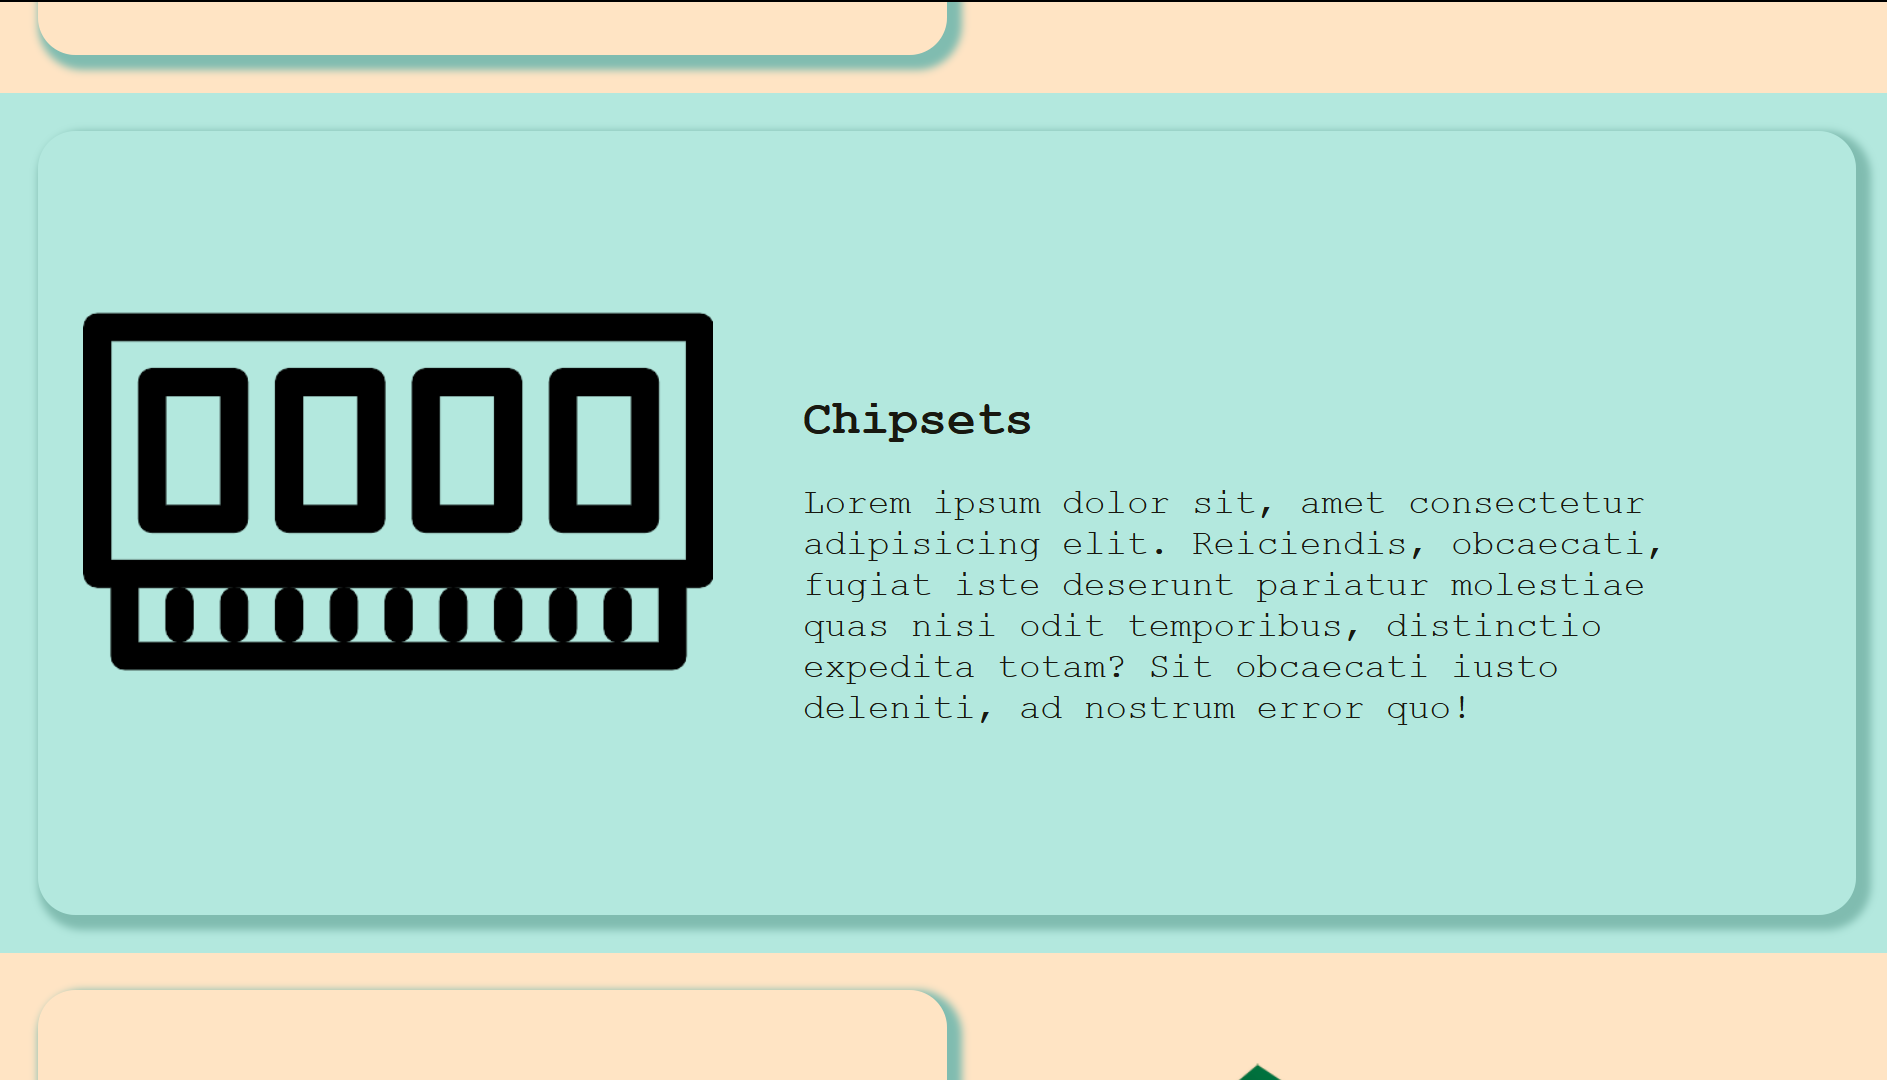 Chipsets
Lorem ipsum dolor sit, amet consectetur
adipisicing elit. Reiciendis, obcaecati,
fugiat iste deserunt pariatur molestiae
quas nisi odit temporibus, distinctio
expedita totam? Sit obcaecati iusto
deleniti, ad nostrum error quo!